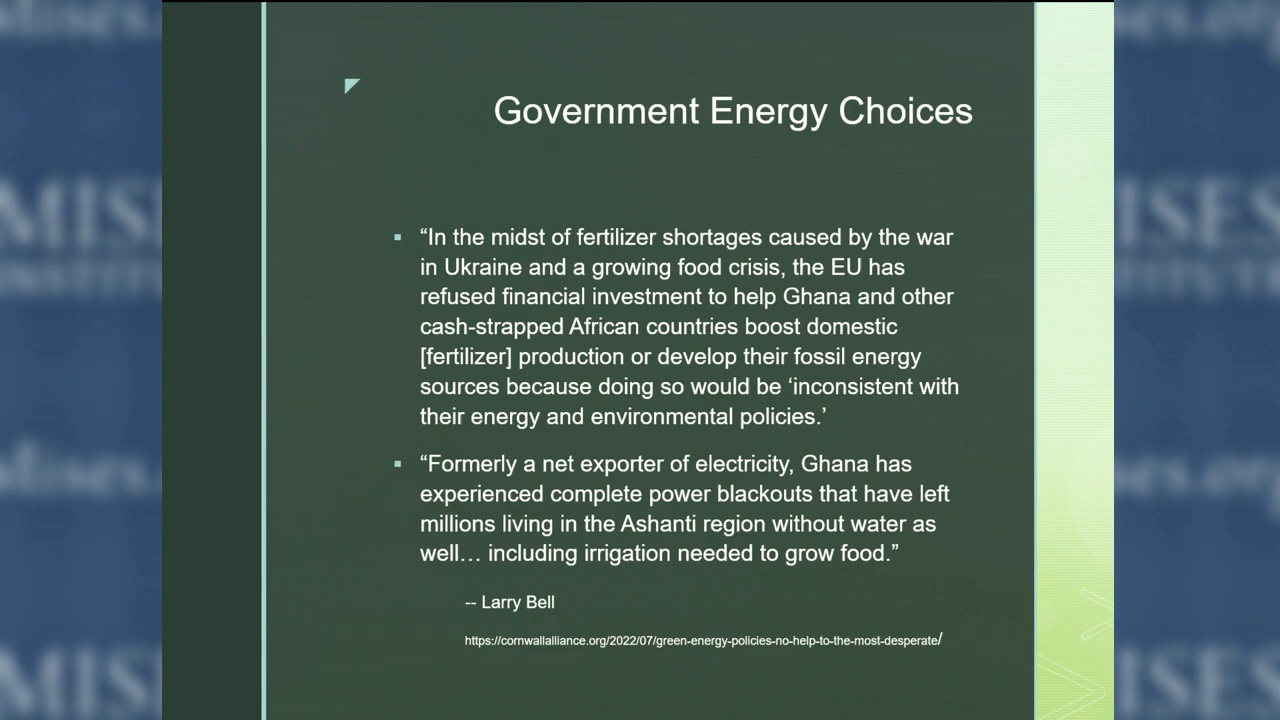 Government Energy Choices
▪ “In the midst of fertilizer shortages caused by the war
in Ukraine and a growing food crisis, the EU has
refused financial investment to help Ghana and other
cash-strapped African countries boost domestic
[fertilizer] production or develop their fossil energy
sources because doing so would be ‘inconsistent with
their energy and environmental policies.’
▪ “Formerly a net exporter of electricity, Ghana has
experienced complete power blackouts that have left
millions living in the Ashanti region without water as
well… including irrigation needed to grow food.”
-- Larry Bell
https://cornwallalliance.org/2022/07/green-energy-policies-no-help-to-the-most-desperate/